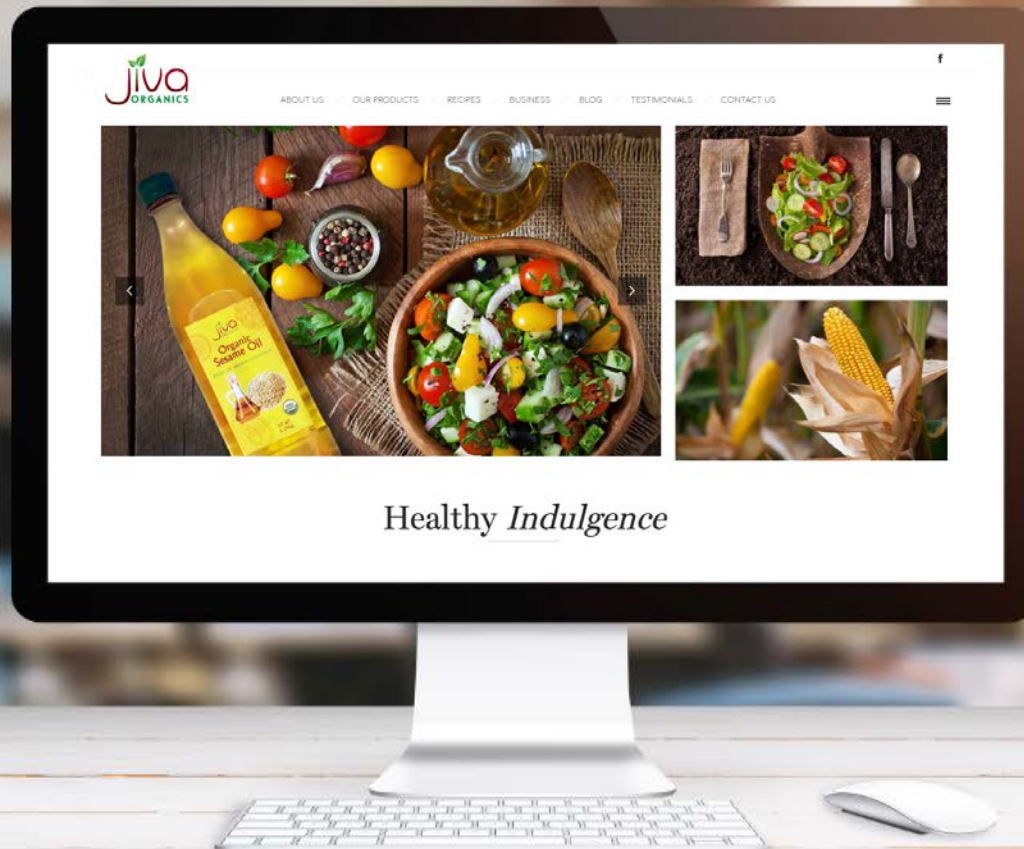 jiva
ORGANICS
f
ABOUT US
OUR PRODUCTS
RECIPES
BUSINESS
BLOG
TESTIMONIALS
CONTACT US
jiva
Organic
Sesame Oil
Healthy Indulgence